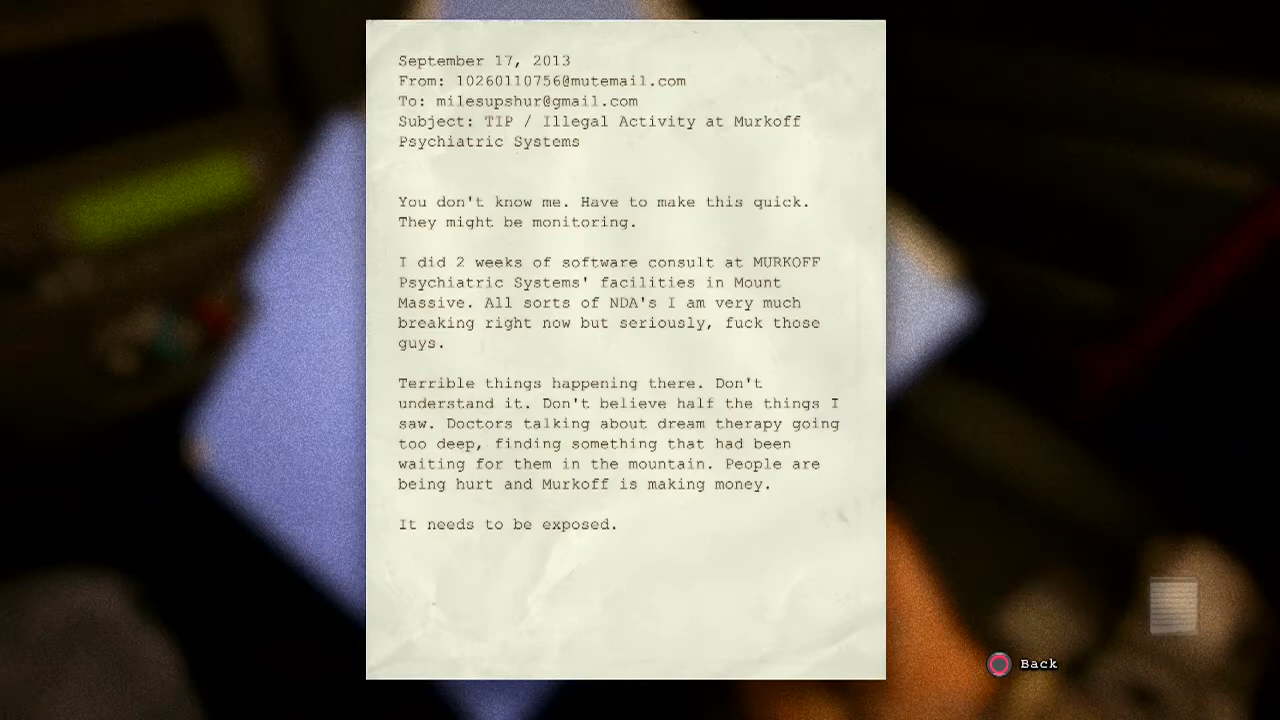 September 17, 2013
From: 10260110756@mutemail.com
To: milesupshur@gmail.com
Subject: TIP / Illegal Activity at Murkoff
Psychiatric Systems
You don't know me. Have to make this quick.
They might be monitoring.
I did 2 weeks of software consult at MURKOFF
Psychiatric Systems' facilities in Mount
Massive. All sorts of NDA's I am very much
breaking right now but seriously, fuck those
guys.
Terrible things happening there. Don't
understand it. Don't believe half the things I
saw. Doctors talking about dream therapy going
too deep, finding something that had been
waiting for them in the mountain. People are
being hurt and Murkoff is making money.
It needs to be exposed.
Back